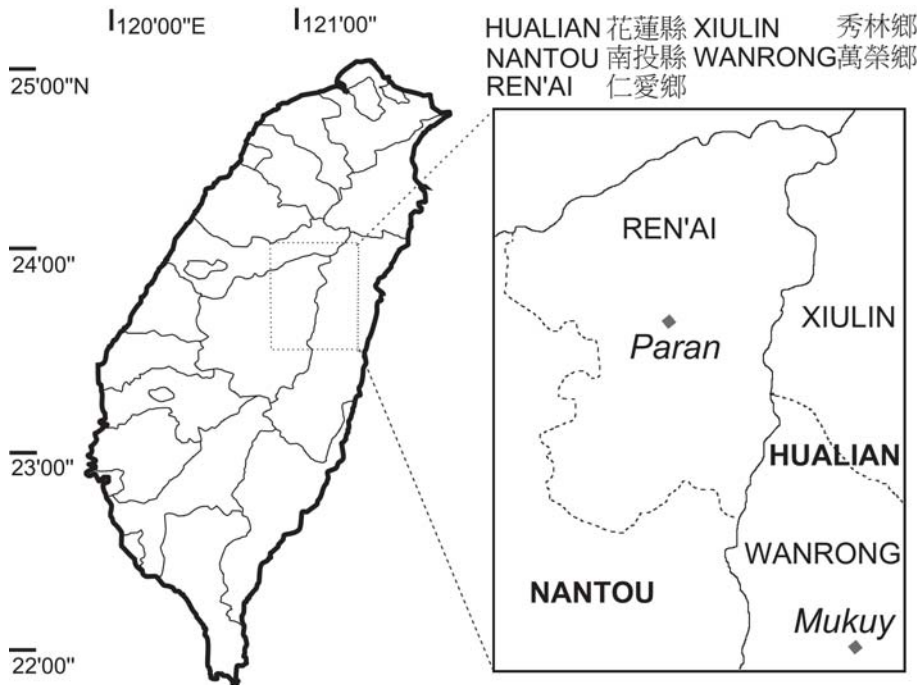 120'00"E
121'00"
25'00"N
24'00"
23'00"
22'00"
HUALIAN 花蓮縣 XIULIN 秀林鄉
NANTOU 南投縣 WANRONG 萬榮鄉
REN'AI 仁愛鄉
REN'AI
XIULIN
Paran
HUALIAN
WANRONG
NANTOU
Mukuy